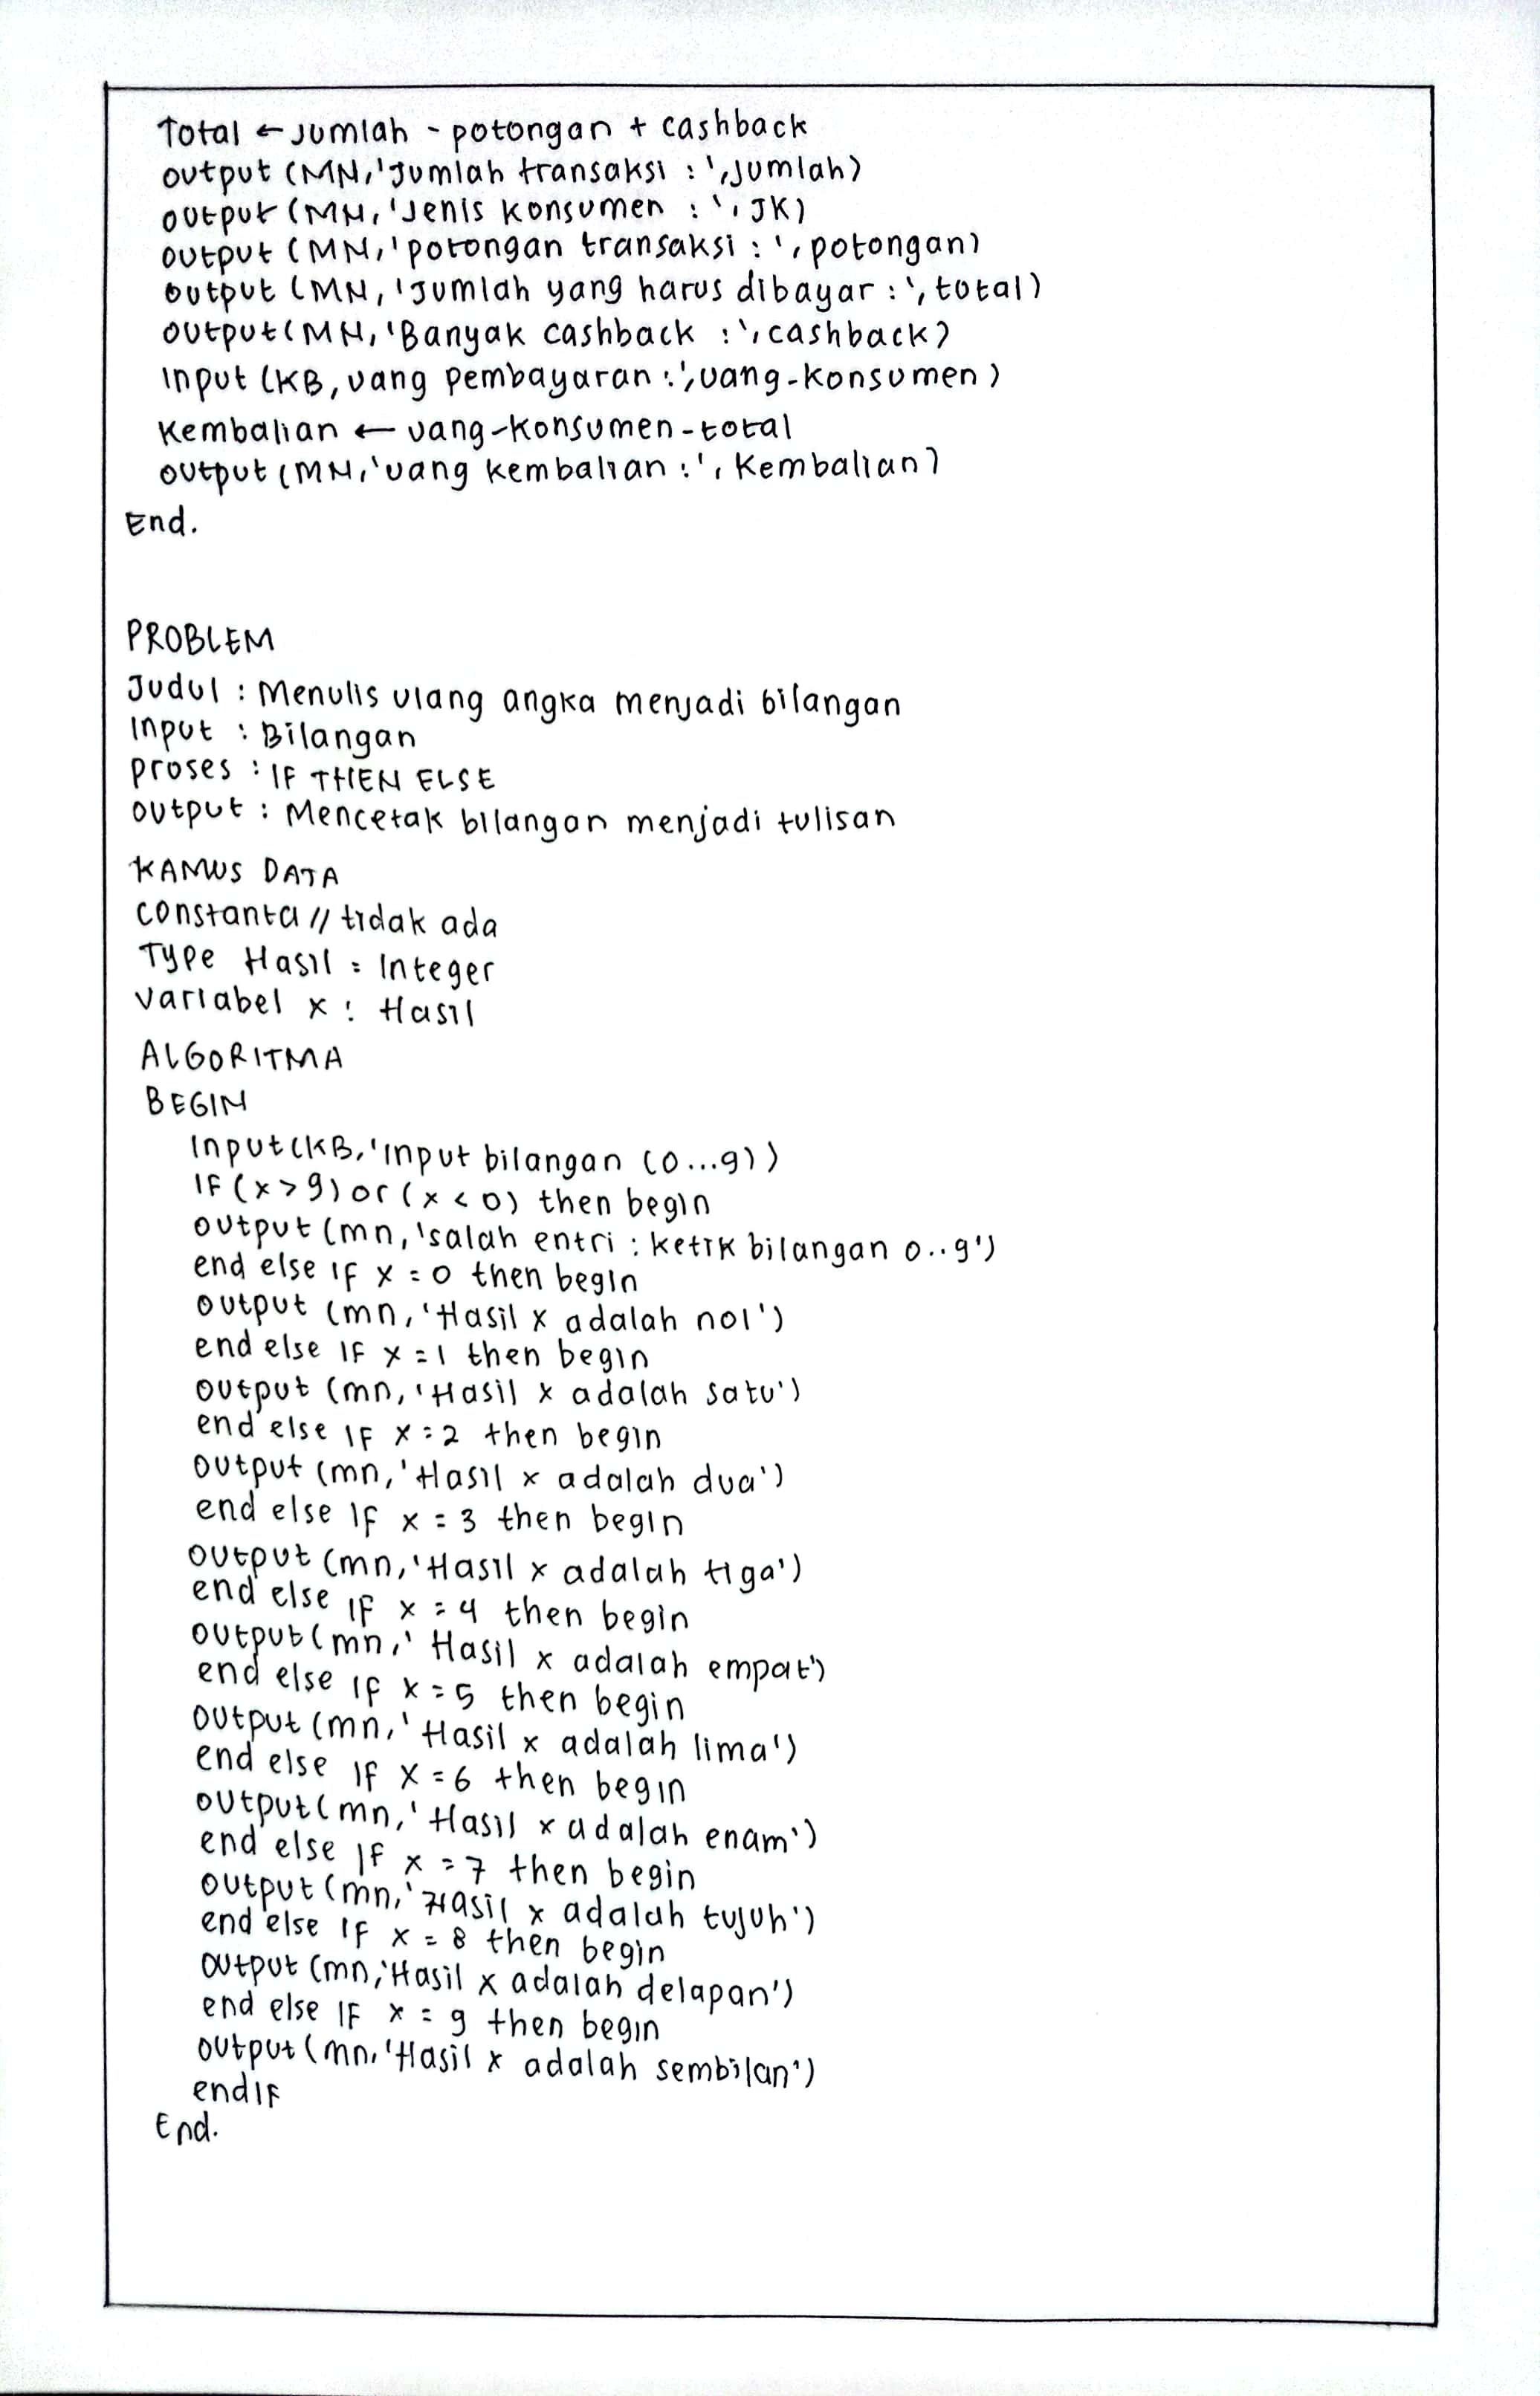 Total ← Jumlah - potongan + cashback
output (MN,'Jumlah transaksi : ',Jumlah)
output (MN,'Jenis konsumen : ', JK)
output (MN,'potongan transaksi : ', potongan)
output (MN,'Jumlah yang harus dibayar : ', total)
output (MN,'Banyak cashback : ', cashback)
Input (KB, uang pembayaran : ', uang-konsumen)
Kembalian ← uang-konsumen-total
output (MN,'uang kembalian : ', Kembalian)
End.
PROBLEM
Judul : Menulis ulang angka menjadi bilangan
Input : Bilangan
proses : IF THEN ELSE
output : Mencetak bilangan menjadi tulisan
KAMUS DATA
constanta // tidak ada
Type Hasil = Integer
variabel x : Hasil
ALGORITMA
BEGIN
Input (KB,'Input bilangan (0...9))
IF (x > 9) or (x < 0) then begin
output (mn,'salah entri : ketik bilangan 0..9')
end else IF x = 0 then begin
output (mn,'Hasil x adalah nol')
end else IF x = 1 then begin
output (mn,'Hasil x adalah satu')
end else IF x = 2 then begin
output (mn,'Hasil x adalah dua')
end else IF x = 3 then begin
output (mn,'Hasil x adalah tiga')
end else IF x = 4 then begin
output (mn,'Hasil x adalah empat')
end else IF x = 5 then begin
output (mn,'Hasil x adalah lima')
end else IF x = 6 then begin
output (mn,'Hasil x adalah enam')
end else IF x = 7 then begin
output (mn,'Hasil x adalah tujuh')
end else IF x = 8 then begin
output (mn,'Hasil x adalah delapan')
end else IF x = 9 then begin
output (mn,'Hasil x adalah sembilan')
endIF
End.